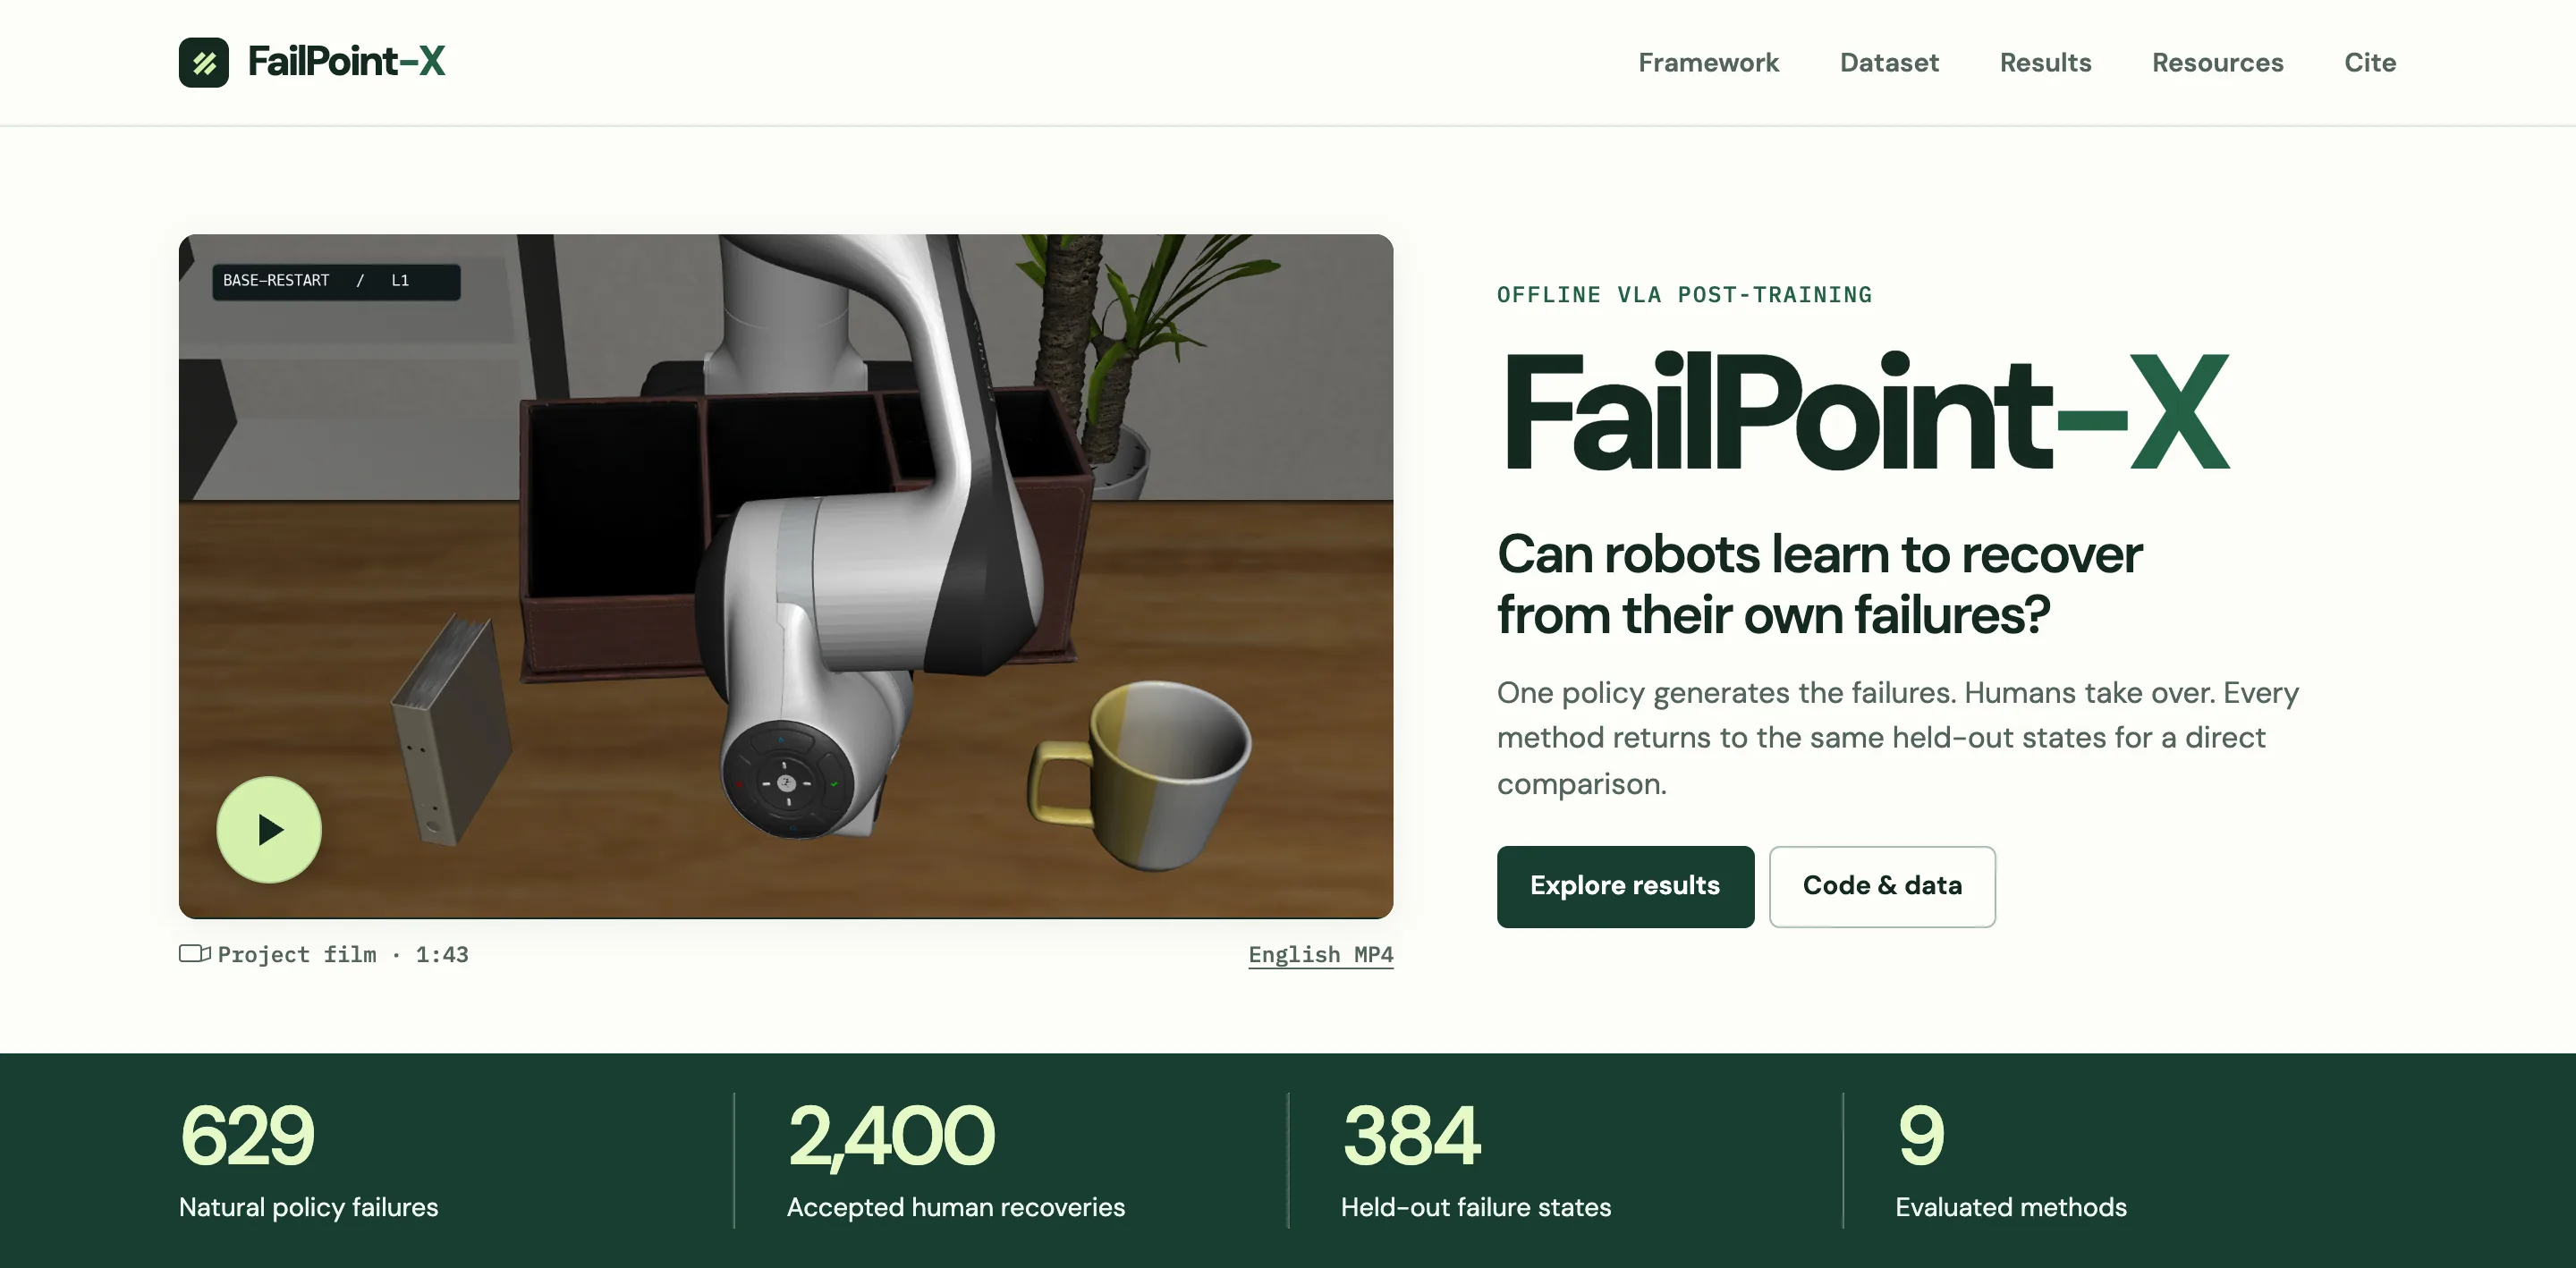 FailPoint-X
Framework
Dataset
Results
Resources
Cite
BASE-RESTART / L1
Project film · 1:43
English MP4
OFFLINE VLA POST-TRAINING
FailPoint-X
Can robots learn to recover
from their own failures?
One policy generates the failures. Humans take over. Every
method returns to the same held-out states for a direct
comparison.
Explore results
Code & data
629
Natural policy failures
2,400
Accepted human recoveries
384
Held-out failure states
9
Evaluated methods